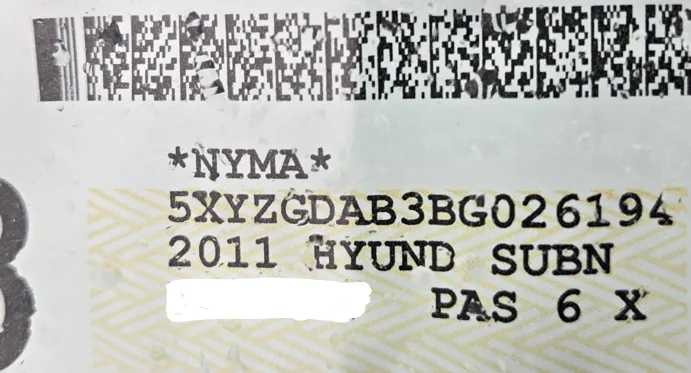 *NYMA*
5XYZGDAB3BG026194
2011 HYUND SUBN
PAS 6 X